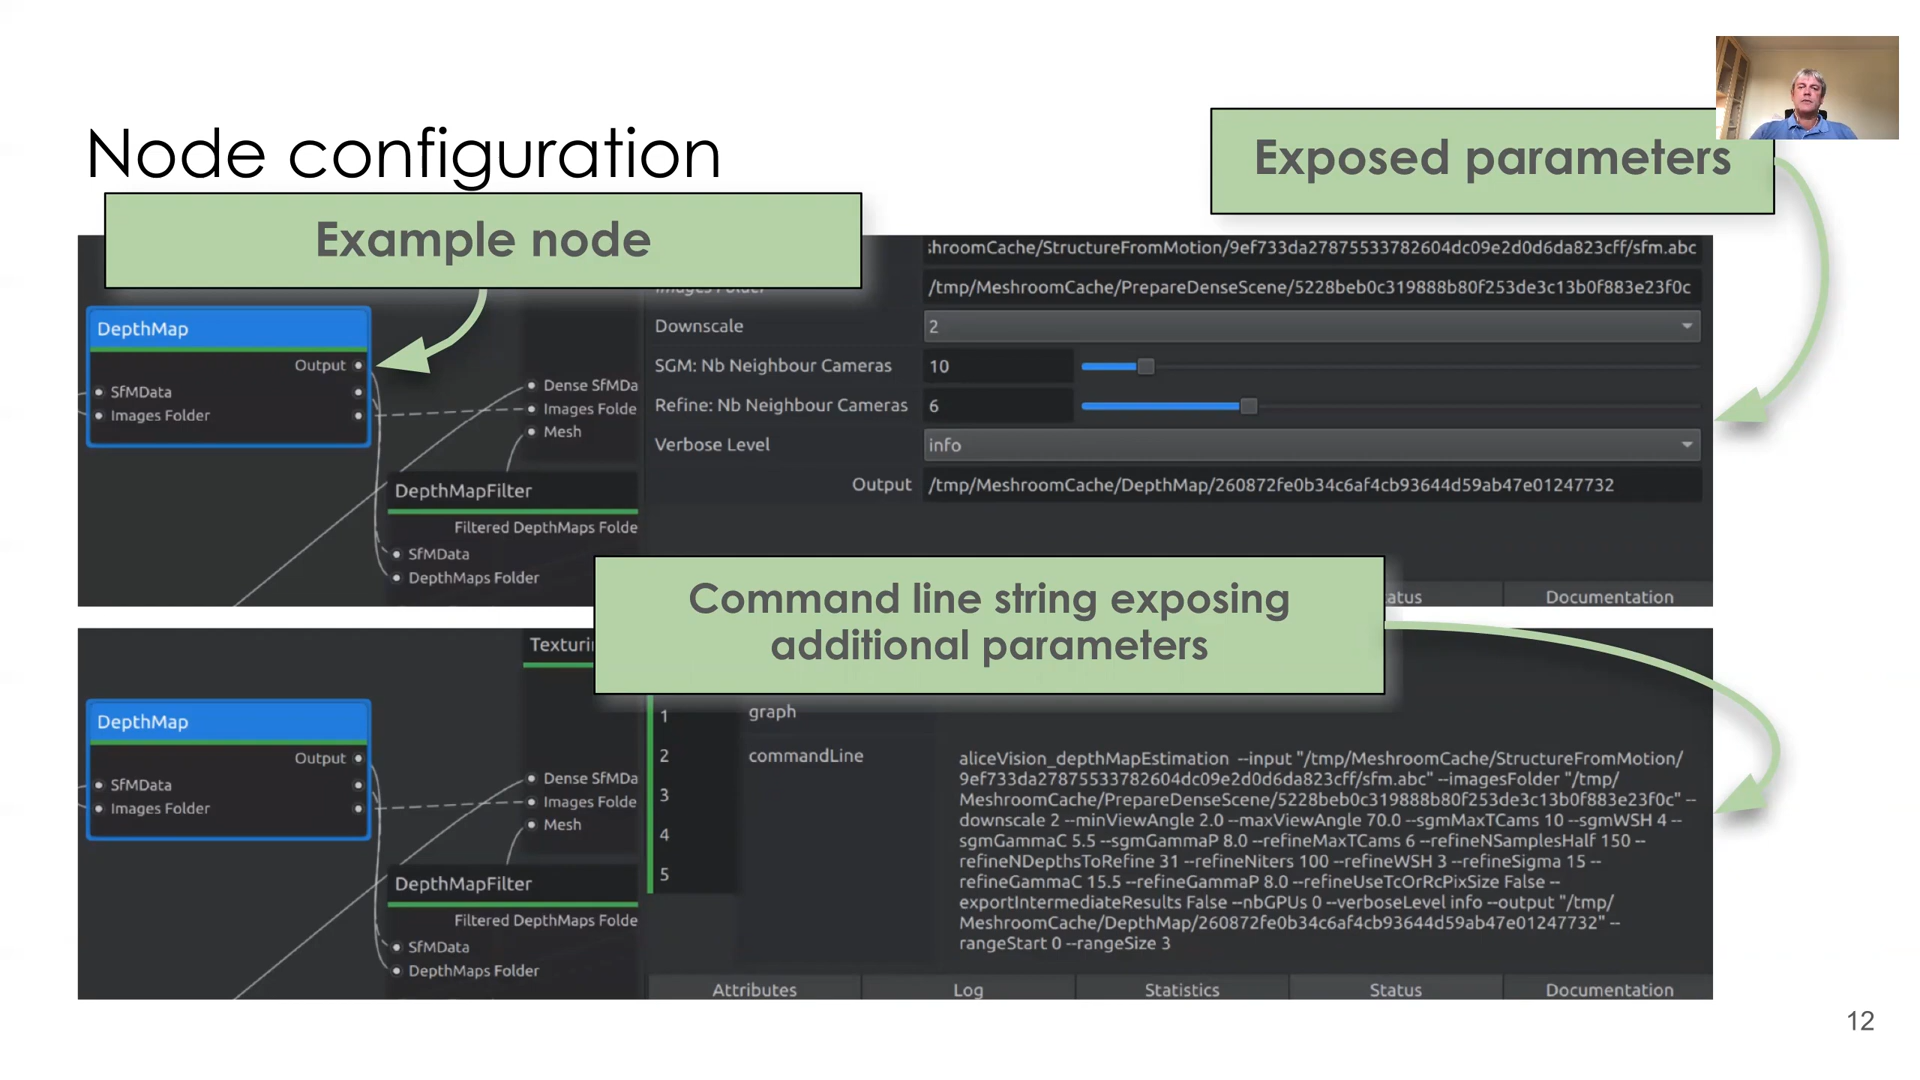 Node configuration
Exposed parameters
Example node
:hroomCache/StructureFromMotion/9ef733da27875533782604dc09e2d0d6da823cff/sfm.abc
Images Folder
/tmp/MeshroomCache/PrepareDenseScene/5228beb0c319888b80f253de3c13b0f883e23f0c
DepthMap
Output
SfMData
Images Folder
Dense SfMDa
Images Folde
Mesh
DepthMapFilter
Filtered DepthMaps Folde
SfMData
DepthMaps Folder
Downscale
2
SGM: Nb Neighbour Cameras
10
Refine: Nb Neighbour Cameras
6
Verbose Level
info
Output
/tmp/MeshroomCache/DepthMap/260872fe0b34c6af4cb93644d59ab47e01247732
atus
Documentation
Command line string exposing
additional parameters
Texturi
DepthMap
Output
SfMData
Images Folder
Dense SfMDa
Images Folde
Mesh
DepthMapFilter
Filtered DepthMaps Folde
SfMData
DepthMaps Folder
1
2
3
4
5
graph
commandLine
aliceVision_depthMapEstimation --input "/tmp/MeshroomCache/StructureFromMotion/
9ef733da27875533782604dc09e2d0d6da823cff/sfm.abc" --imagesFolder "/tmp/
MeshroomCache/PrepareDenseScene/5228beb0c319888b80f253de3c13b0f883e23f0c" --
downscale 2 --minViewAngle 2.0 --maxViewAngle 70.0 --sgmMaxTCams 10 --sgmWSH 4 --
sgmGammaC 5.5 --sgmGammaP 8.0 --refineMaxTCams 6 --refineNSamplesHalf 150 --
refineNDepthsToRefine 31 --refineNiters 100 --refineWSH 3 --refineSigma 15 --
refineGammaC 15.5 --refineGammaP 8.0 --refineUseTcOrRcPixSize False --
exportIntermediateResults False --nbGPUs 0 --verboseLevel info --output "/tmp/
MeshroomCache/DepthMap/260872fe0b34c6af4cb93644d59ab47e01247732" --
rangeStart 0 --rangeSize 3
Attributes
Log
Statistics
Status
Documentation
12